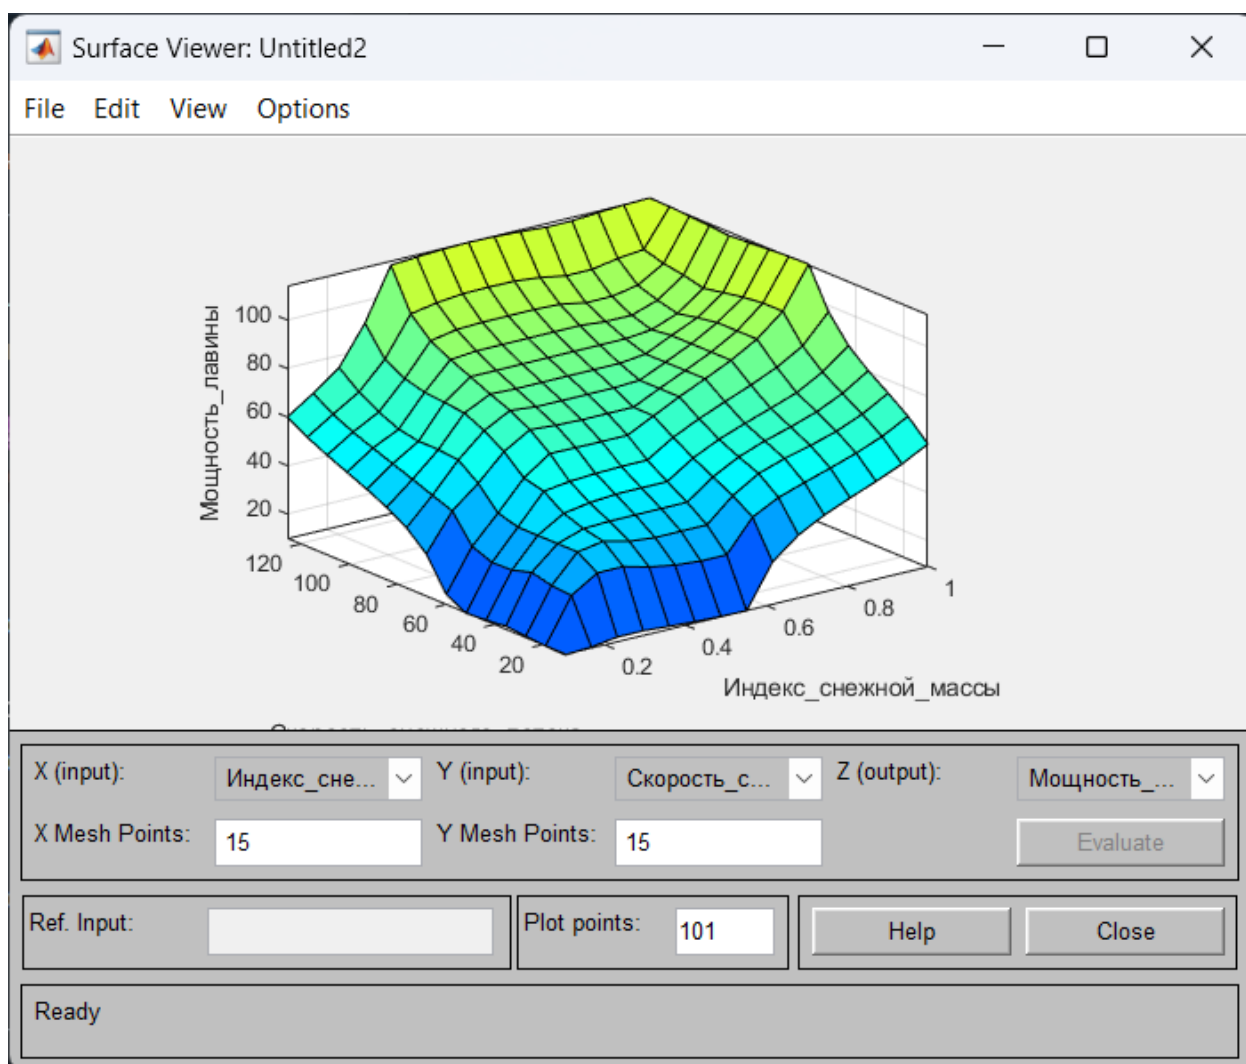 Surface Viewer: Untitled2
File Edit View Options
Мощность_лавины
100
80
60
40
20
120
100
80
60
40
20
0.2
0.4
0.6
0.8
1
Индекс_снежной_массы
X (input): Индекс_сне... Y (input): Скорость_с... Z (output): Мощность_...
X Mesh Points: 15 Y Mesh Points: 15 Evaluate
Ref. Input: Plot points: 101 Help Close
Ready